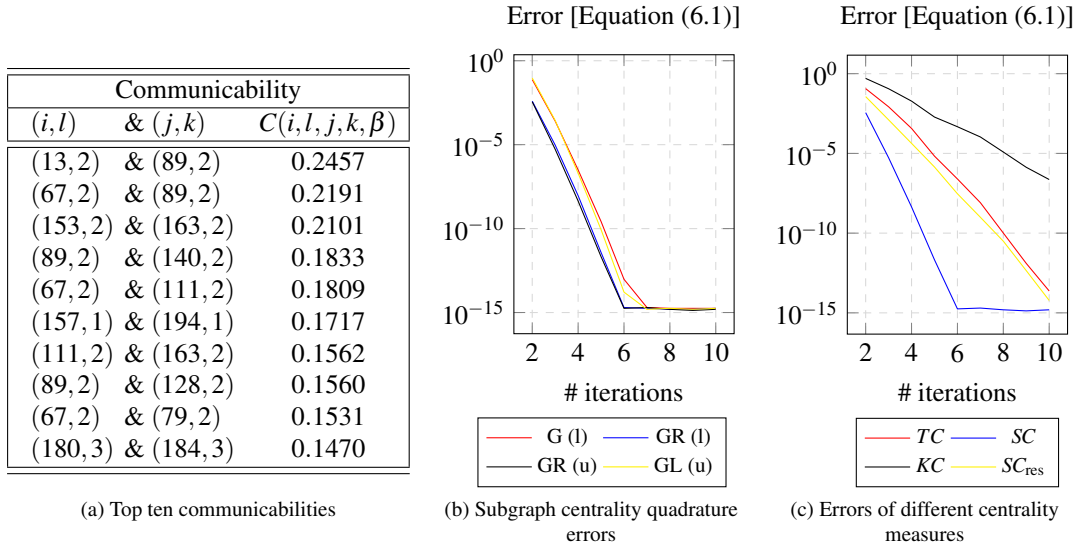 Communicability
(i, l) & (j, k) C(i, l, j, k, β)
(13, 2) & (89, 2) 0.2457
(67, 2) & (89, 2) 0.2191
(153, 2) & (163, 2) 0.2101
(89, 2) & (140, 2) 0.1833
(67, 2) & (111, 2) 0.1809
(157, 1) & (194, 1) 0.1717
(111, 2) & (163, 2) 0.1562
(89, 2) & (128, 2) 0.1560
(67, 2) & (79, 2) 0.1531
(180, 3) & (184, 3) 0.1470
(a) Top ten communicabilities
Error [Equation (6.1)]
10^0
10^−5
10^−10
10^−15
2 4 6 8 10
# iterations
G (l) GR (l)
GR (u) GL (u)
(b) Subgraph centrality quadrature
errors
Error [Equation (6.1)]
10^0
10^−5
10^−10
10^−15
2 4 6 8 10
# iterations
TC SC
KC SC_res
(c) Errors of different centrality
measures